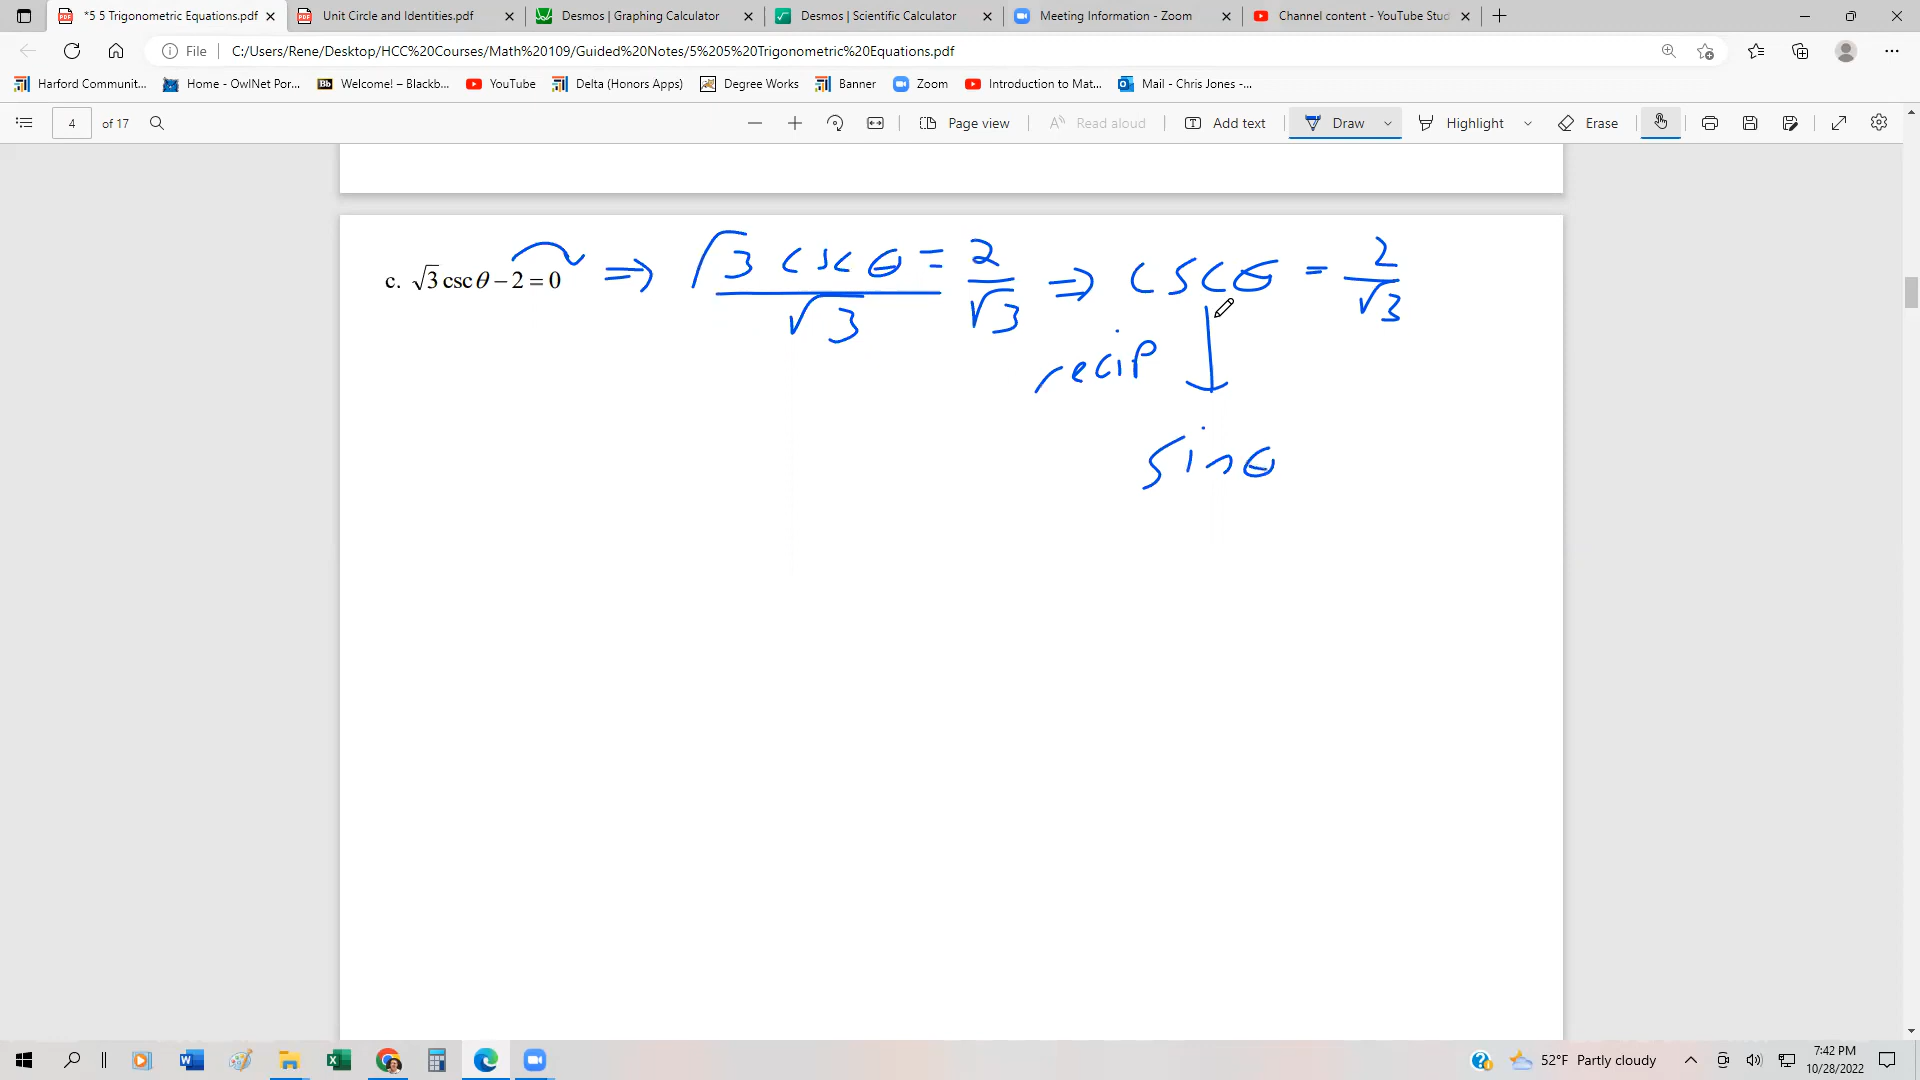 *5 5 Trigonometric Equations.pdf
Unit Circle and Identities.pdf
Desmos | Graphing Calculator
Desmos | Scientific Calculator
Meeting Information - Zoom
Channel content - YouTube Stud
File
C:/Users/Rene/Desktop/HCC%20Courses/Math%20109/Guided%20Notes/5%205%20Trigonometric%20Equations.pdf
Harford Communit...
Home - OwlNet Por...
Bb Welcome! – Blackb...
YouTube
Delta (Honors Apps)
Degree Works
Banner
Zoom
Introduction to Mat...
Mail - Chris Jones -...
4 of 17
Page view
Read aloud
Add text
Draw
Highlight
Erase
c. √3 csc θ − 2 = 0 ⇒ √3 csc θ / √3 = 2/√3 ⇒ csc θ = 2/√3
recip
sin θ
52°F Partly cloudy
7:42 PM
10/28/2022